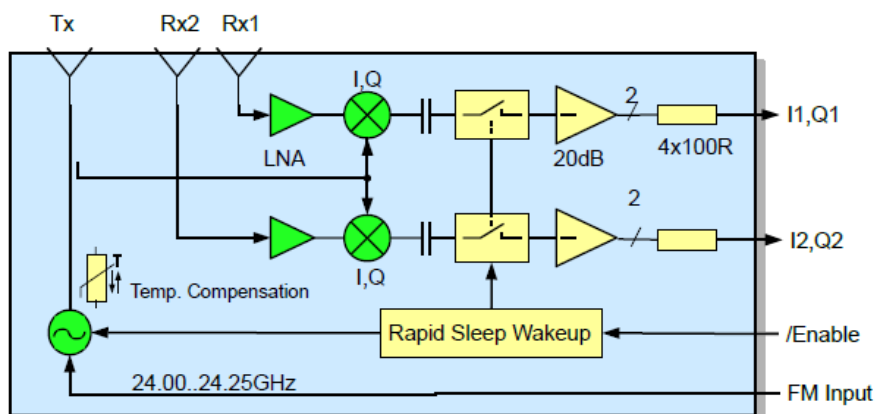 Tx
Rx2
Rx1
I,Q
2
I1,Q1
LNA
20dB
4x100R
2
I2,Q2
I,Q
T
Temp. Compensation
Rapid Sleep Wakeup
/Enable
24.00..24.25GHz
FM Input